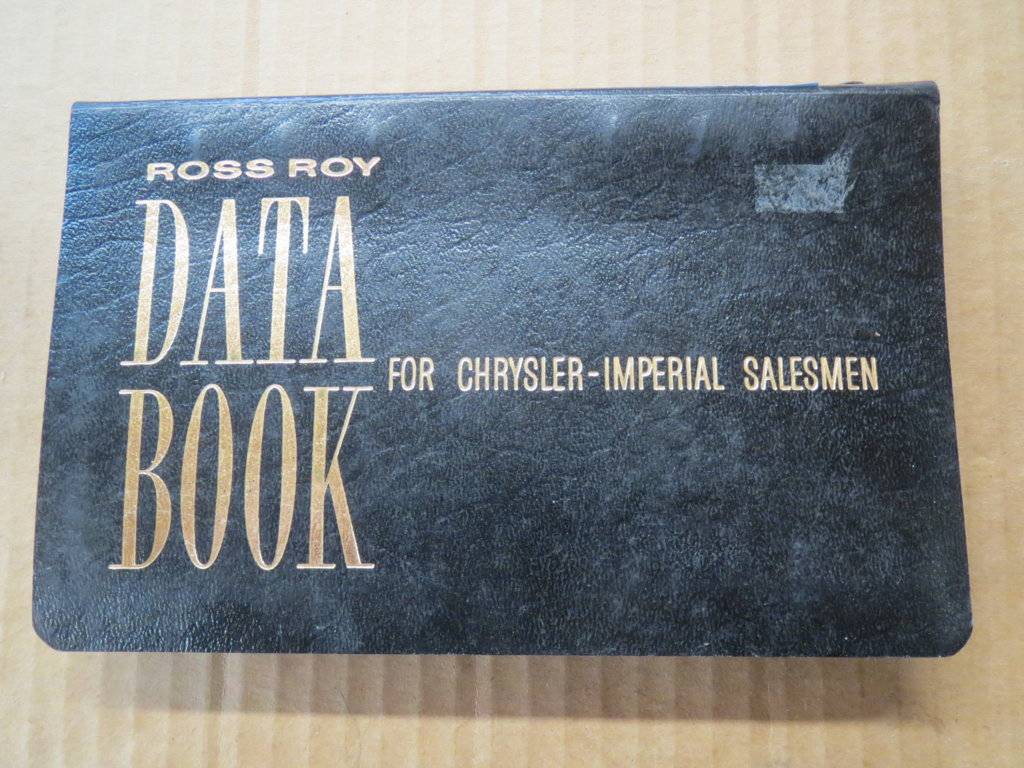 ROSS ROY
DATA
BOOK
FOR CHRYSLER-IMPERIAL SALESMEN